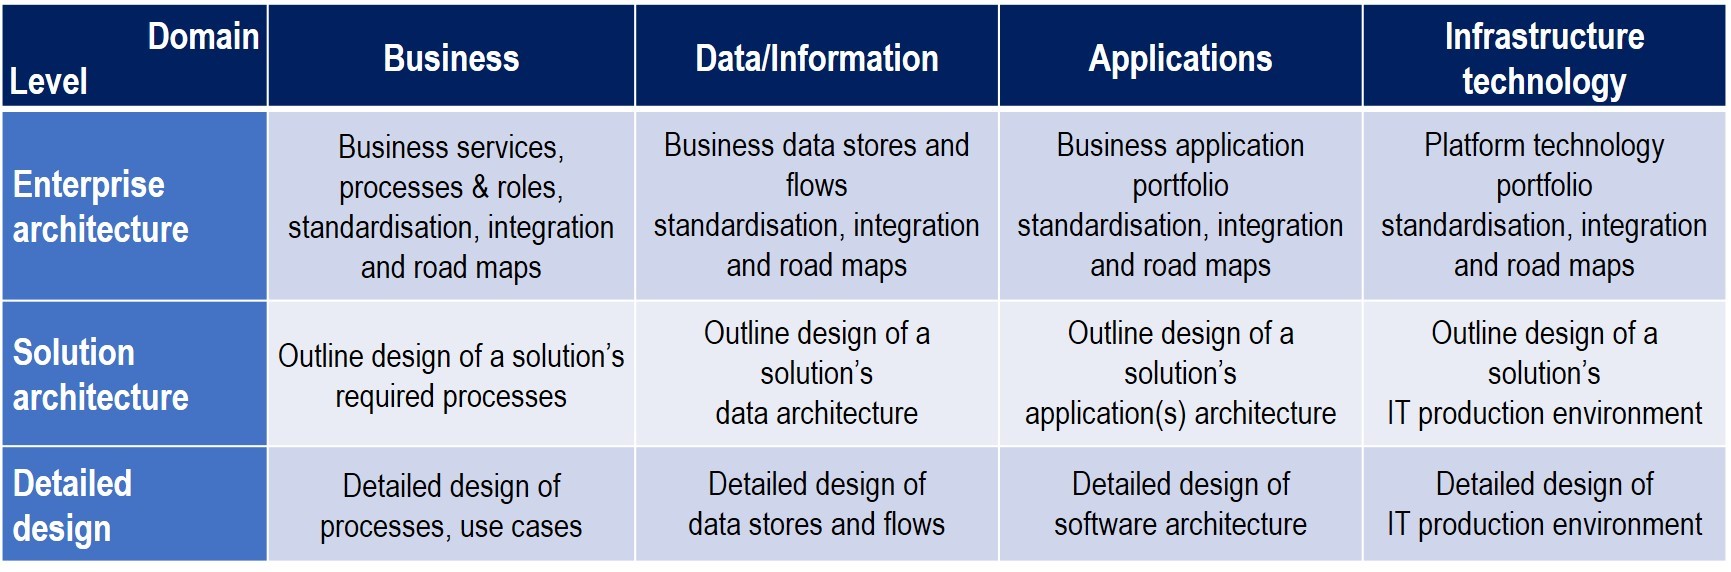 Domain
Level
Business
Data/Information
Applications
Infrastructure
technology
Enterprise
architecture
Business services,
processes & roles,
standardisation, integration
and road maps
Business data stores and
flows
standardisation, integration
and road maps
Business application
portfolio
standardisation, integration
and road maps
Platform technology
portfolio
standardisation, integration
and road maps
Solution
architecture
Outline design of a solution’s
required processes
Outline design of a
solution’s
data architecture
Outline design of a
solution’s
application(s) architecture
Outline design of a
solution’s
IT production environment
Detailed
design
Detailed design of
processes, use cases
Detailed design of
data stores and flows
Detailed design of
software architecture
Detailed design of
IT production environment